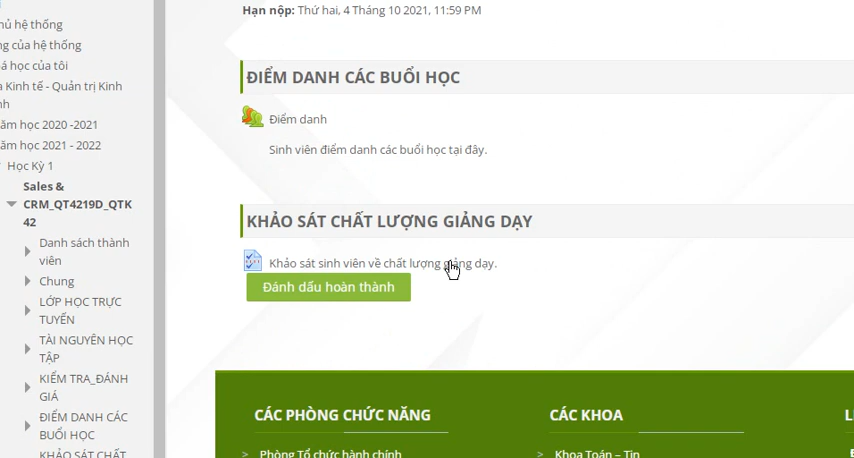 Hạn nộp: Thứ hai, 4 Tháng 10 2021, 11:59 PM
hủ hệ thống
ng của hệ thống
á học của tôi
a Kinh tế - Quản trị Kinh
nh
ăm học 2020 -2021
ăm học 2021 - 2022
Học Kỳ 1
Sales &
CRM_QT4219D_QTK
42
Danh sách thành
viên
Chung
LỚP HỌC TRỰC
TUYẾN
TÀI NGUYÊN HỌC
TẬP
KIỂM TRA_ĐÁNH
GIÁ
ĐIỂM DANH CÁC
BUỔI HỌC
KHẢO SÁT CHẤT
ĐIỂM DANH CÁC BUỔI HỌC
Điểm danh
Sinh viên điểm danh các buổi học tại đây.
KHẢO SÁT CHẤT LƯỢNG GIẢNG DẠY
Khảo sát sinh viên về chất lượng giảng dạy.
Đánh dấu hoàn thành
CÁC PHÒNG CHỨC NĂNG
> Phòng Tổ chức hành chính
CÁC KHOA
> Khoa Toán – Tin
L